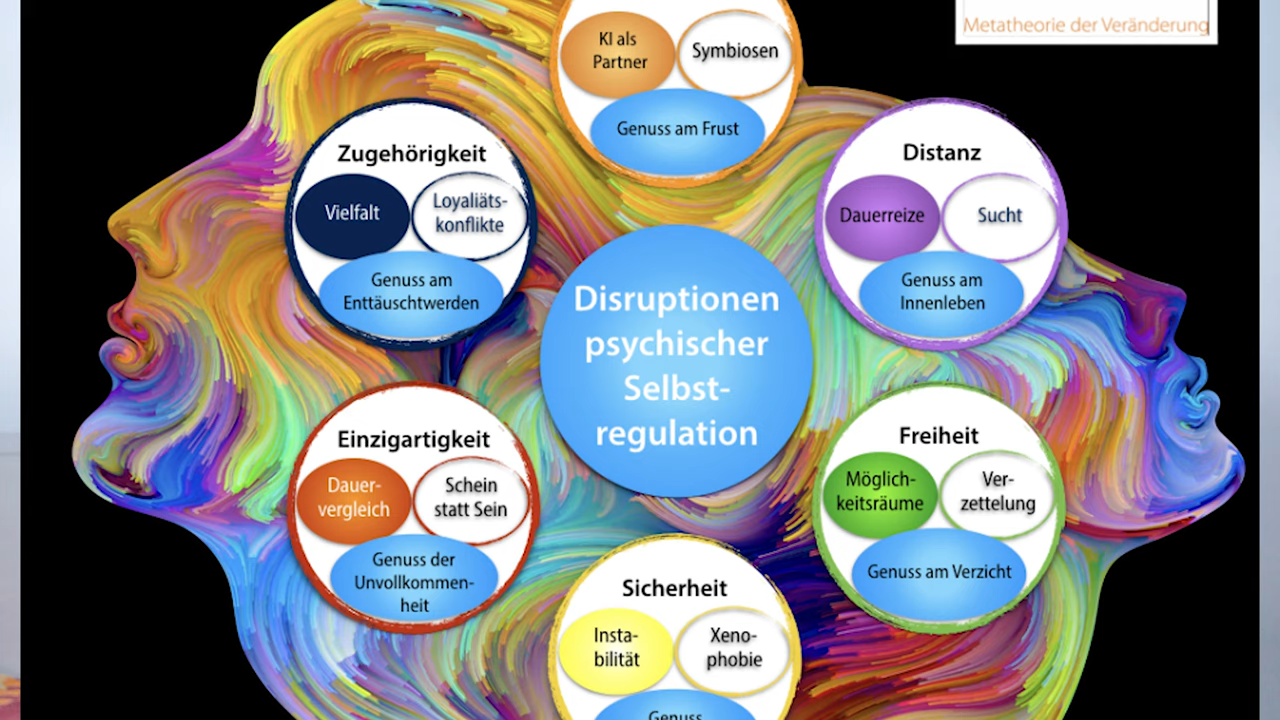 Metatheorie der Veränderung
KI als
Partner
Symbiosen
Genuss am Frust
Zugehörigkeit
Vielfalt
Loyaliäts-
konflikte
Genuss am
Enttäuschtwerden
Distanz
Dauerreize
Sucht
Genuss am
Innenleben
Disruptionen
psychischer
Selbst-
regulation
Einzigartigkeit
Dauer-
vergleich
Schein
statt Sein
Genuss der
Unvollkommen-
heit
Freiheit
Möglich-
keitsräume
Ver-
zettelung
Genuss am Verzicht
Sicherheit
Insta-
bilität
Xeno-
phobie
Genuss